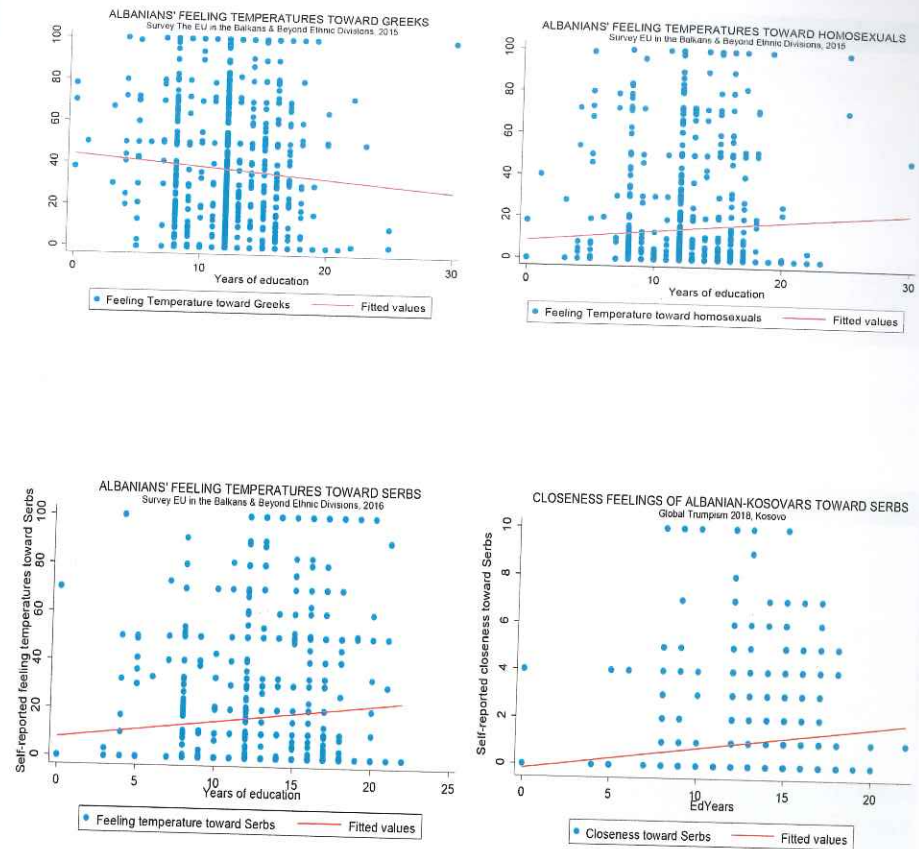 ALBANIANS' FEELING TEMPERATURES TOWARD GREEKS
Survey The EU in the Balkans & Beyond Ethnic Divisions, 2015
100
80
60
40
20
0
0
10
20
30
Years of education
Feeling Temperature toward Greeks
Fitted values
ALBANIANS' FEELING TEMPERATURES TOWARD HOMOSEXUALS
Survey EU in the Balkans & Beyond Ethnic Divisions, 2015
100
80
60
40
20
0
0
10
20
30
Years of education
Feeling Temperature toward homosexuals
Fitted values
ALBANIANS' FEELING TEMPERATURES TOWARD SERBS
Survey EU in the Balkans & Beyond Ethnic Divisions, 2016
Self-reported feeling temperatures toward Serbs
100
80
60
40
20
0
0
5
10
15
20
25
Years of education
Feeling temperature toward Serbs
Fitted values
CLOSENESS FEELINGS OF ALBANIAN-KOSOVARS TOWARD SERBS
Global Trumpism 2018, Kosovo
Self-reported closeness toward Serbs
10
8
6
4
2
0
0
5
10
15
20
EdYears
Closeness toward Serbs
Fitted values